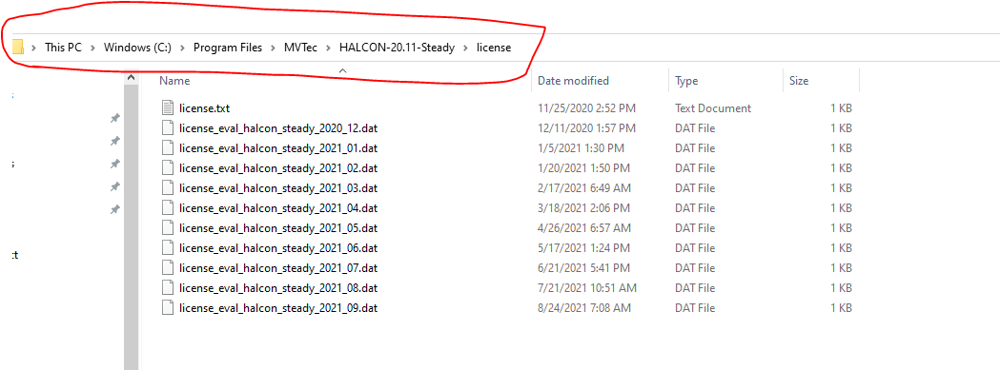 This PC > Windows (C:) > Program Files > MVTec > HALCON-20.11-Steady > license
Name Date modified Type Size
license.txt 11/25/2020 2:52 PM Text Document 1 KB
license_eval_halcon_steady_2020_12.dat 12/11/2020 1:57 PM DAT File 1 KB
license_eval_halcon_steady_2021_01.dat 1/5/2021 1:30 PM DAT File 1 KB
license_eval_halcon_steady_2021_02.dat 1/20/2021 1:50 PM DAT File 1 KB
license_eval_halcon_steady_2021_03.dat 2/17/2021 6:49 AM DAT File 1 KB
license_eval_halcon_steady_2021_04.dat 3/18/2021 2:06 PM DAT File 1 KB
license_eval_halcon_steady_2021_05.dat 4/26/2021 6:57 AM DAT File 1 KB
license_eval_halcon_steady_2021_06.dat 5/17/2021 1:24 PM DAT File 1 KB
license_eval_halcon_steady_2021_07.dat 6/21/2021 5:41 PM DAT File 1 KB
license_eval_halcon_steady_2021_08.dat 7/21/2021 10:51 AM DAT File 1 KB
license_eval_halcon_steady_2021_09.dat 8/24/2021 7:08 AM DAT File 1 KB